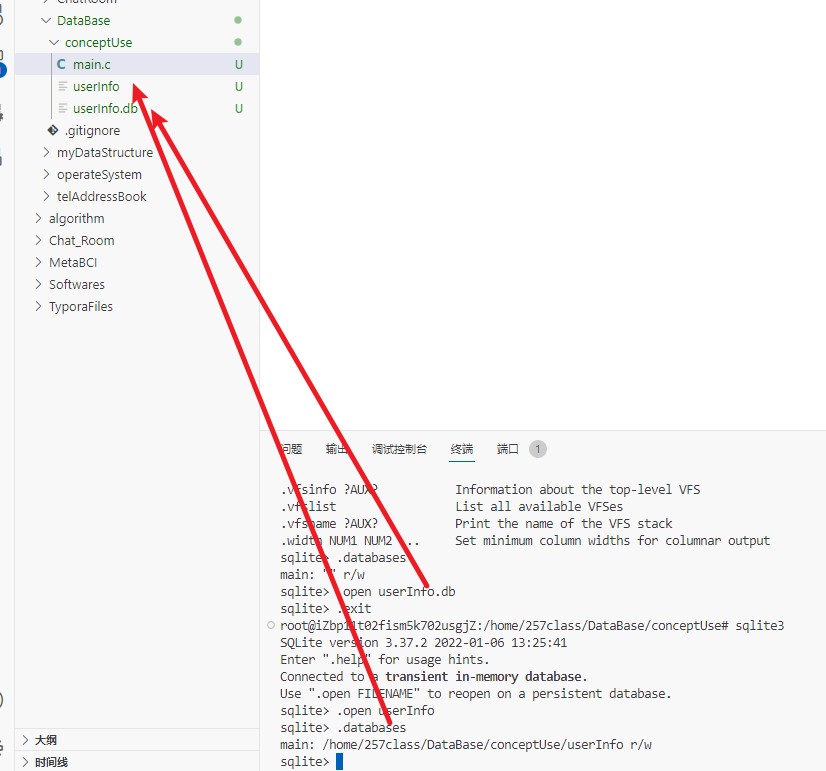 ChatRoom
DataBase
conceptUse
C main.c U
userInfo U
userInfo.db U
.gitignore
myDataStructure
operateSystem
telAddressBook
algorithm
Chat_Room
MetaBCI
Softwares
TyporaFiles
大纲
时间线
问题 输出 调试控制台 终端 端口 1
.vfsinfo ?AUX? Information about the top-level VFS
.vfslist List all available VFSes
.vfsname ?AUX? Print the name of the VFS stack
.width NUM1 NUM2 ... Set minimum column widths for columnar output
sqlite> .databases
main: "" r/w
sqlite> .open userInfo.db
sqlite> .exit
root@iZbp11t02fism5k702usgjZ:/home/257class/DataBase/conceptUse# sqlite3
SQLite version 3.37.2 2022-01-06 13:25:41
Enter ".help" for usage hints.
Connected to a transient in-memory database.
Use ".open FILENAME" to reopen on a persistent database.
sqlite> .open userInfo
sqlite> .databases
main: /home/257class/DataBase/conceptUse/userInfo r/w
sqlite>